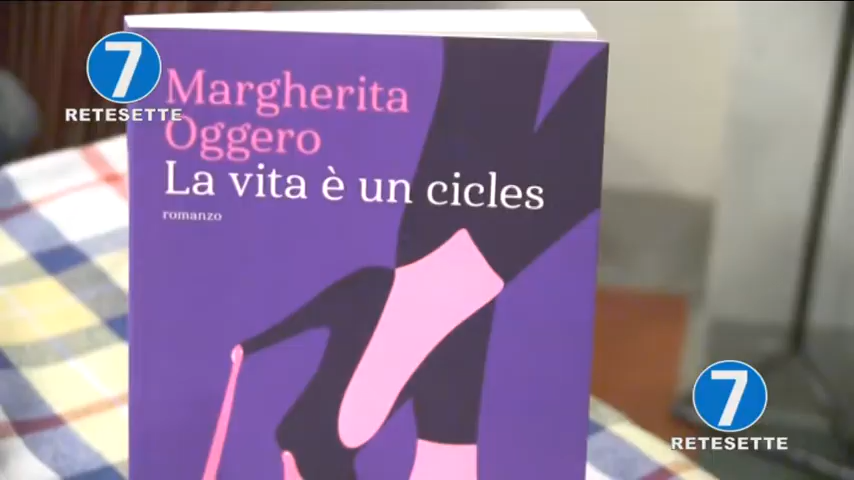 7
RETESETTE
Margherita
Oggero
La vita è un cicles
romanzo
7
RETESETTE